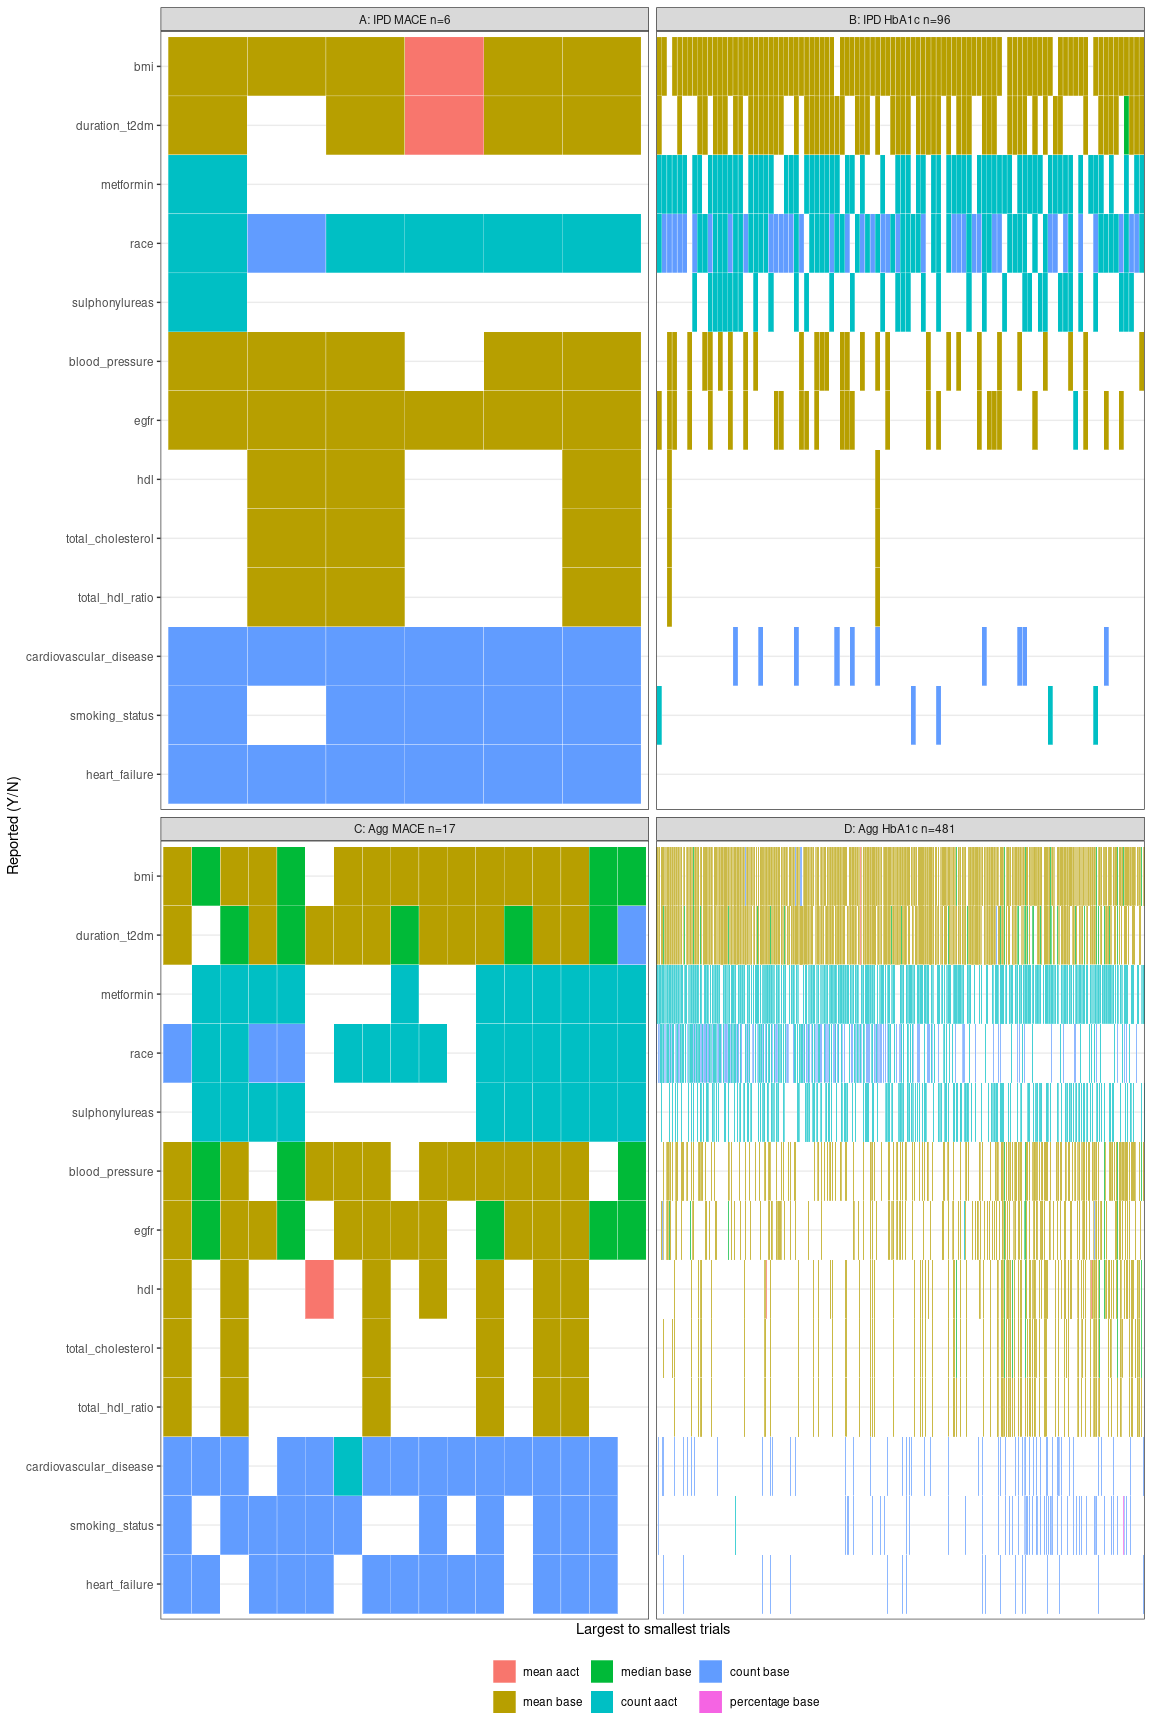 A: IPD MACE n=6
B: IPD HbA1c n=96
bmi
duration_t2dm
metformin
race
sulphonylureas
blood_pressure
egfr
hdl
total_cholesterol
total_hdl_ratio
cardiovascular_disease
smoking_status
heart_failure
Reported (Y/N)
C: Agg MACE n=17
D: Agg HbA1c n=481
bmi
duration_t2dm
metformin
race
sulphonylureas
blood_pressure
egfr
hdl
total_cholesterol
total_hdl_ratio
cardiovascular_disease
smoking_status
heart_failure
Largest to smallest trials
mean aact
median base
count base
mean base
count aact
percentage base